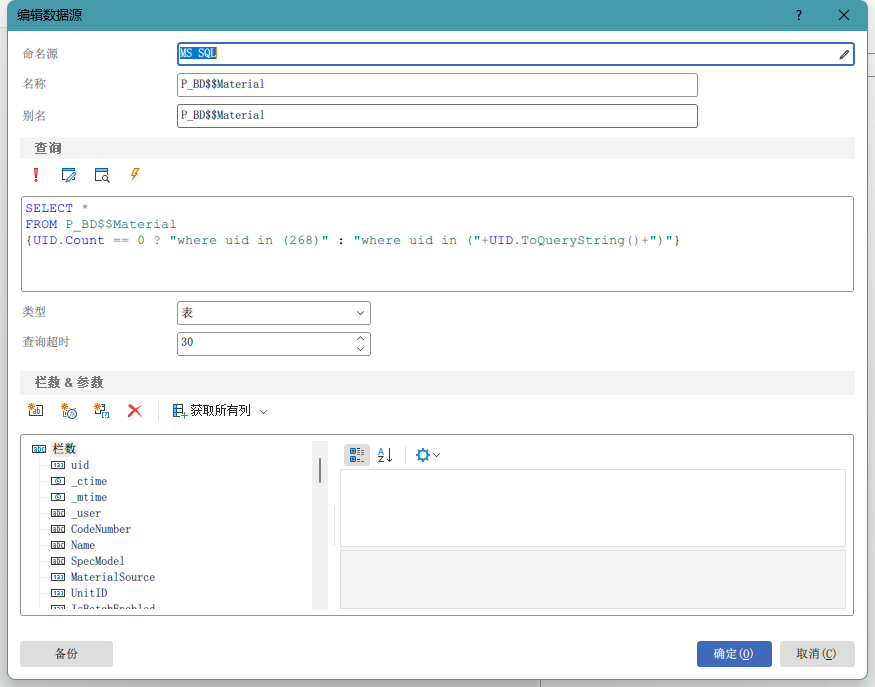 编辑数据源
?
命名源
MS SQL
名称
P_BD$$Material
别名
P_BD$$Material
查询
SELECT *
FROM P_BD$$Material
{UID.Count == 0 ? "where uid in (268)" : "where uid in ("+UID.ToQueryString()+")"}
类型
表
查询超时
30
栏数 & 参数
获取所有列
栏数
uid
_ctime
_mtime
_user
CodeNumber
Name
SpecModel
MaterialSource
UnitID
IsBatchEnabled
备份
确定(O)
取消(C)